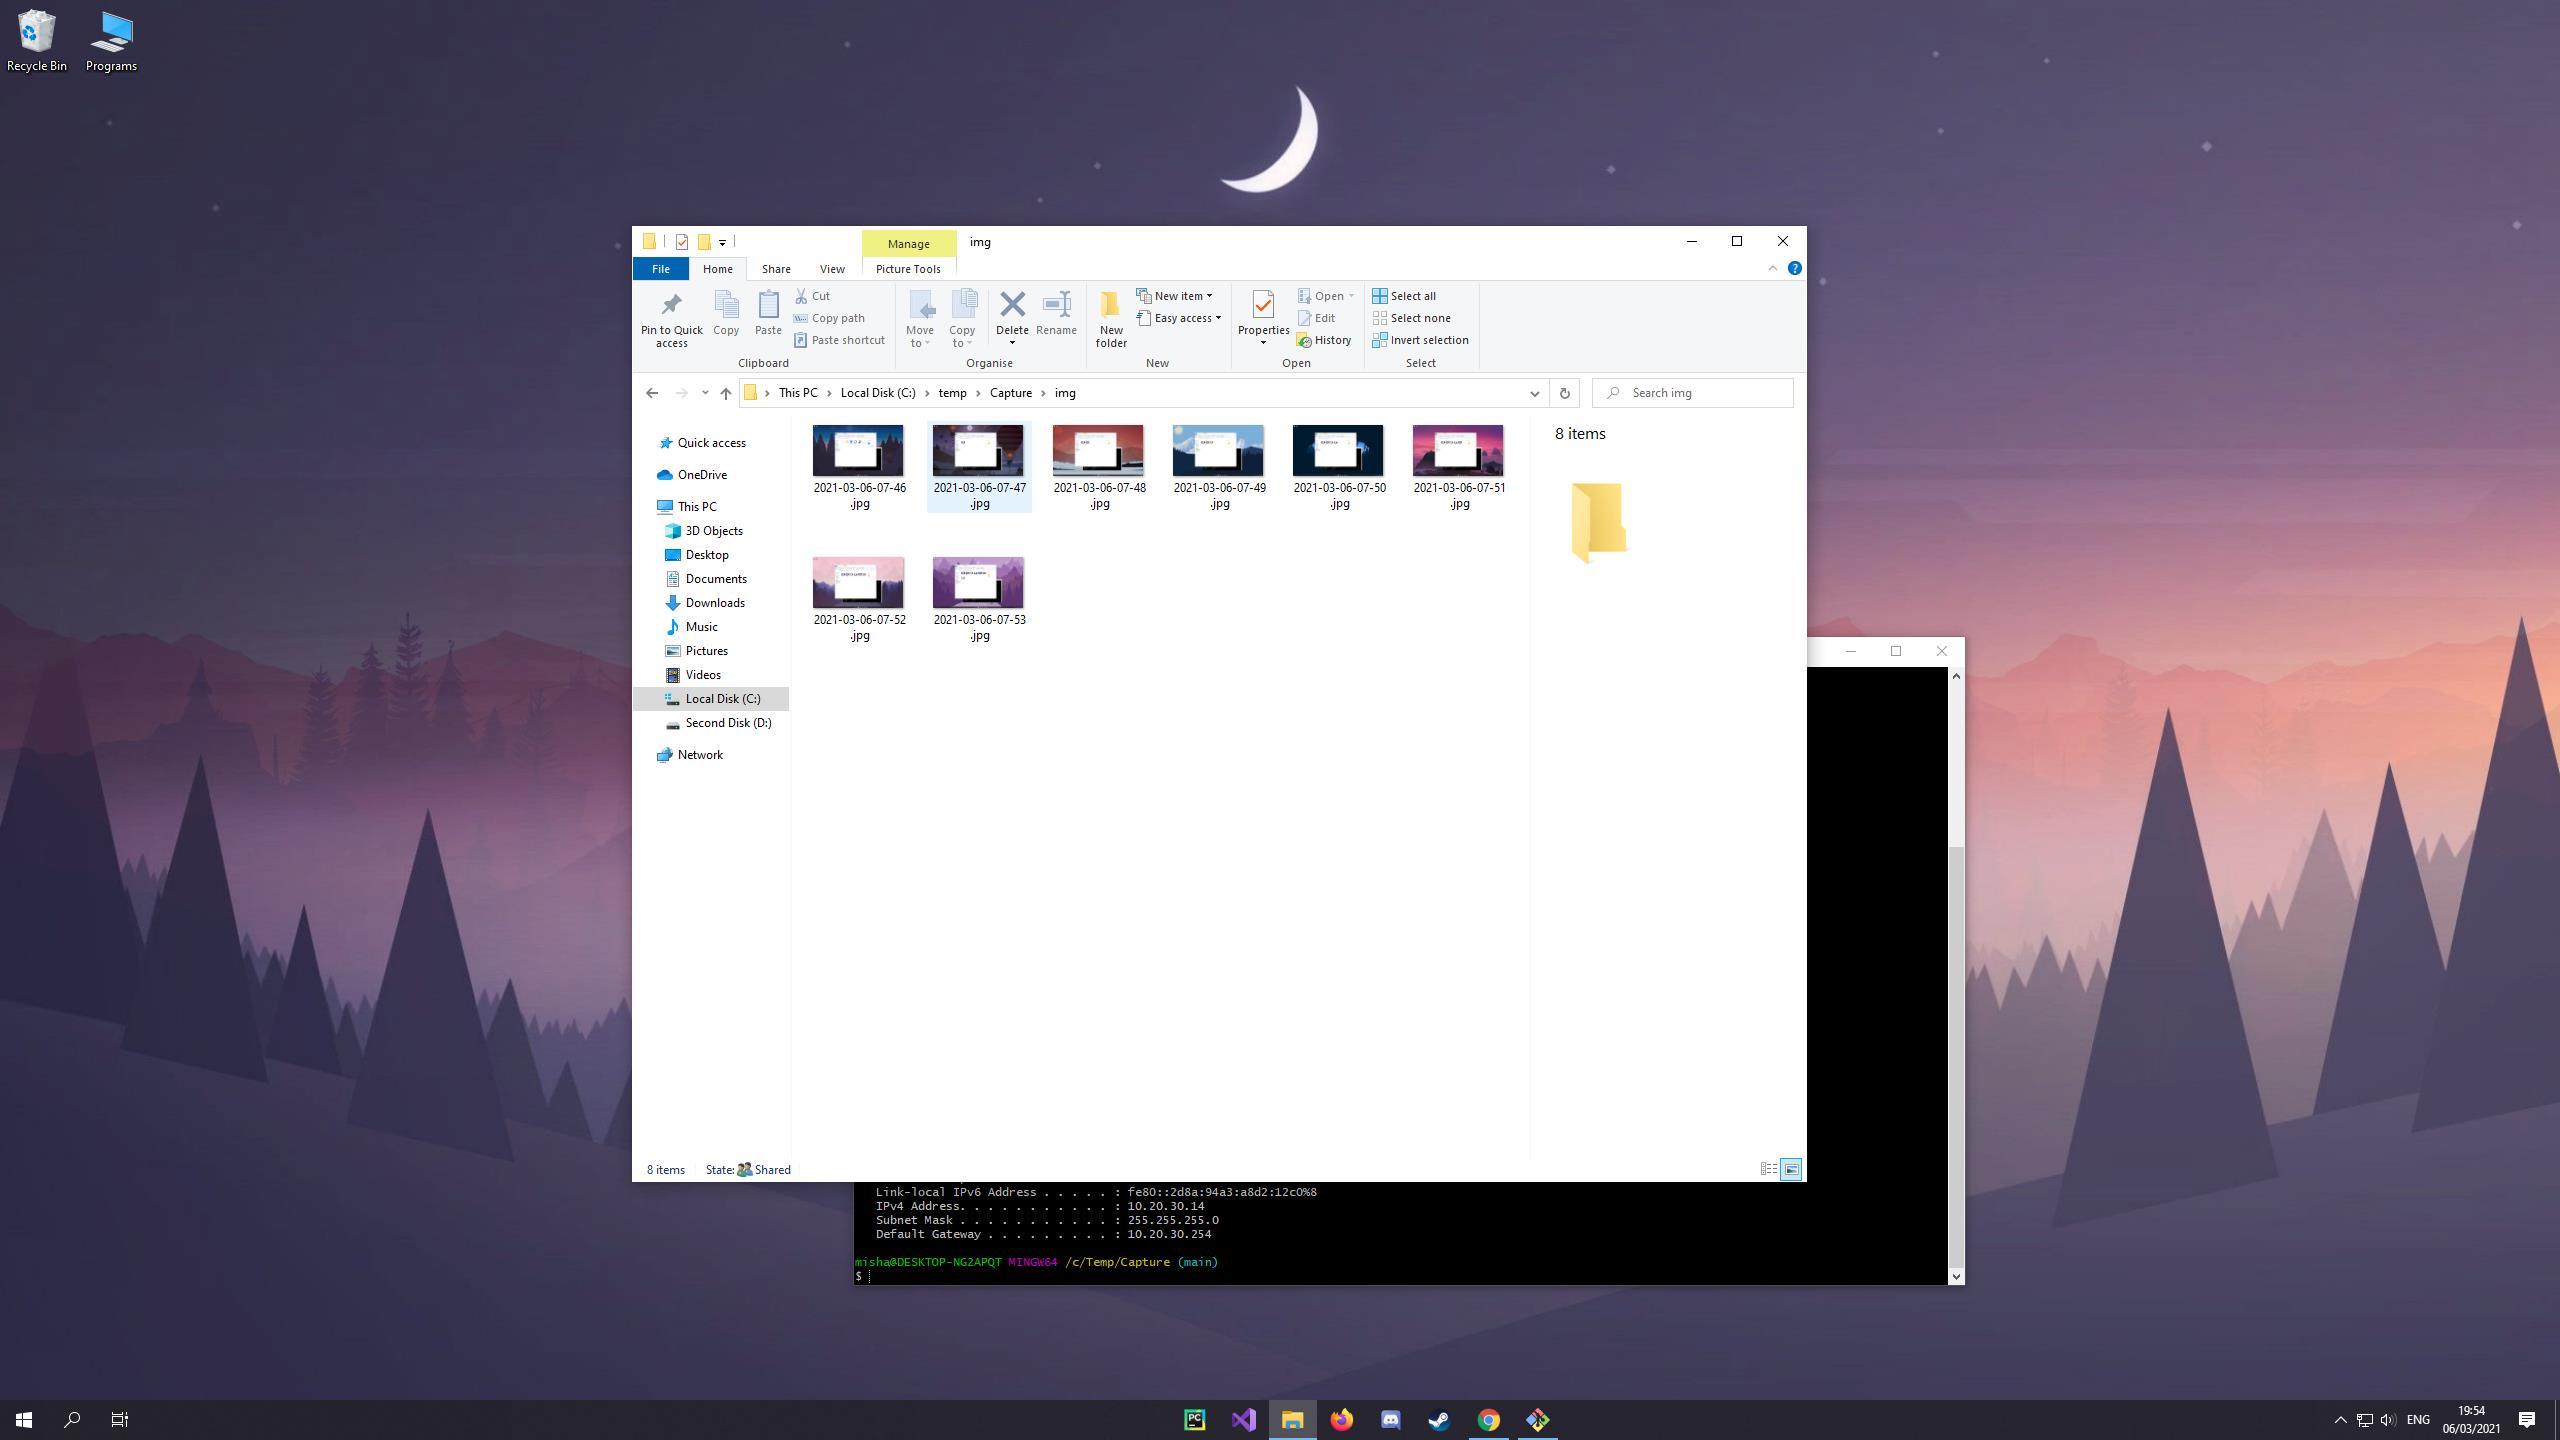 Recycle Bin
Programs
Manage
img
File
Home
Share
View
Picture Tools
Pin to Quick access
Copy
Paste
Cut
Copy path
Paste shortcut
Clipboard
Move to
Copy to
Delete
Rename
Organise
New folder
New item
Easy access
New
Properties
Open
Edit
History
Open
Select all
Select none
Invert selection
Select
This PC
Local Disk (C:)
temp
Capture
img
Search img
Quick access
OneDrive
This PC
3D Objects
Desktop
Documents
Downloads
Music
Pictures
Videos
Local Disk (C:)
Second Disk (D:)
Network
2021-03-06-07-46
.jpg
2021-03-06-07-47
.jpg
2021-03-06-07-48
.jpg
2021-03-06-07-49
.jpg
2021-03-06-07-50
.jpg
2021-03-06-07-51
.jpg
2021-03-06-07-52
.jpg
2021-03-06-07-53
.jpg
8 items
8 items
State: Shared
Link-local IPv6 Address . . . . . : fe80::2d8a:94a3:a8d2:12c0%8
IPv4 Address. . . . . . . . . . . : 10.20.30.14
Subnet Mask . . . . . . . . . . . : 255.255.255.0
Default Gateway . . . . . . . . . : 10.20.30.254
misha@DESKTOP-NG2APQT MINGW64 /c/Temp/Capture (main)
$
PC
ENG
19:54
06/03/2021